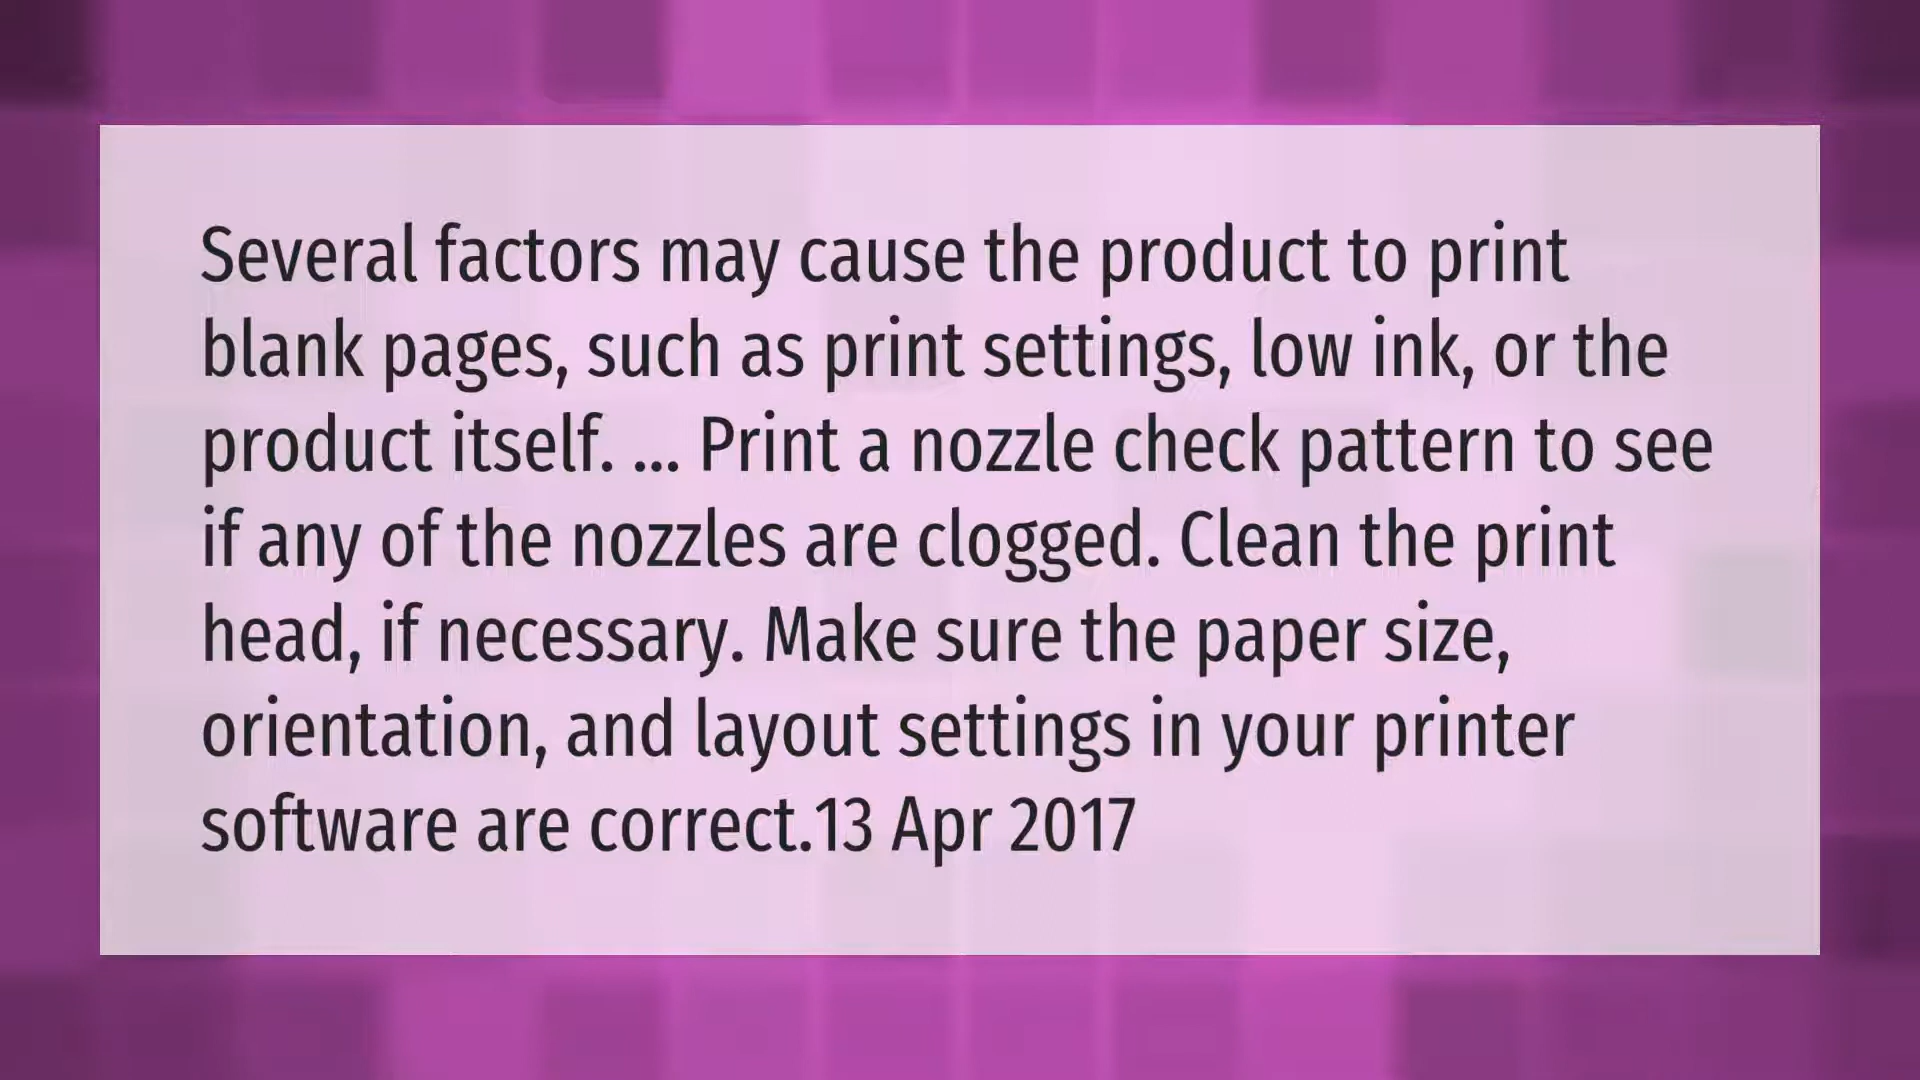 Several factors may cause the product to print
blank pages, such as print settings, low ink, or the
product itself. ... Print a nozzle check pattern to see
if any of the nozzles are clogged. Clean the print
head, if necessary. Make sure the paper size,
orientation, and layout settings in your printer
software are correct.13 Apr 2017